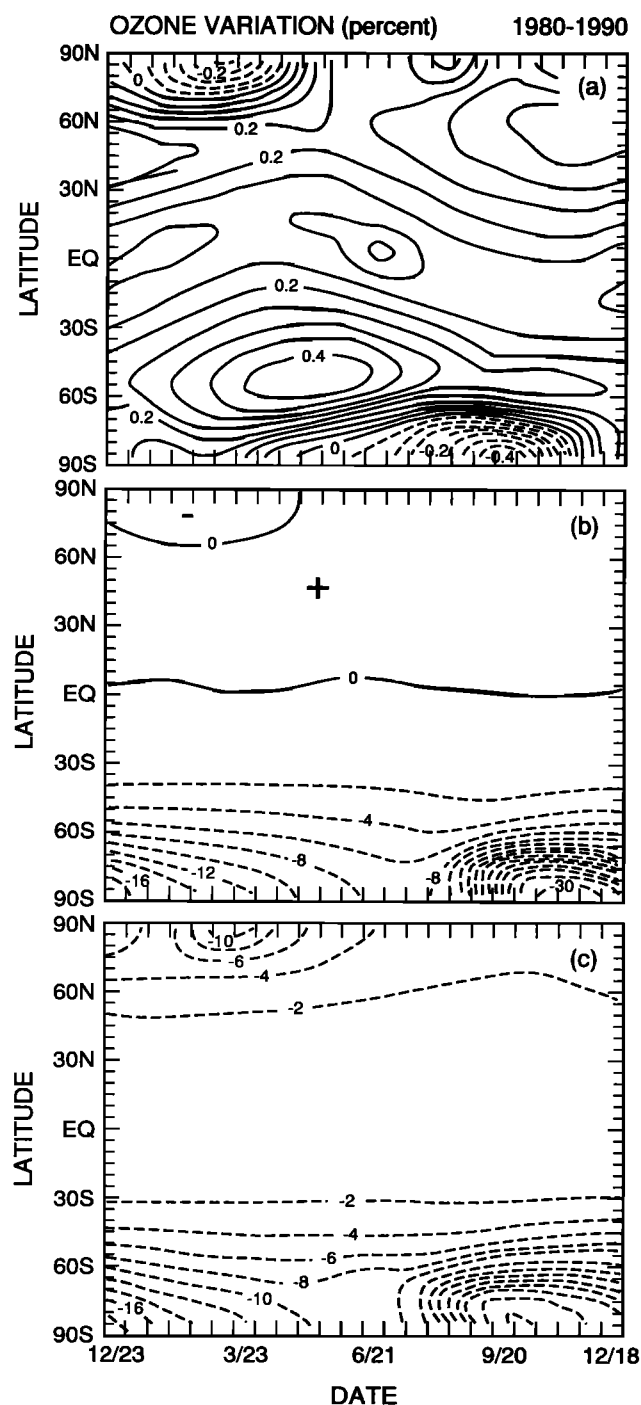 OZONE VARIATION (percent) 1980-1990
90N
(a)
0
-0.2
60N
0.2
0.2
30N
LATITUDE
EQ
0.2
30S
0.4
60S
0.2
0
-0.2
-0.4
90S
90N
-
(b)
0
60N
+
30N
LATITUDE
0
EQ
30S
-4
60S
-8
-8
-12
-16
-30
90S
90N
(c)
-10
-6
-4
60N
-2
30N
LATITUDE
EQ
30S
-2
-4
-6
60S
-8
-10
-16
90S
12/23 3/23 6/21 9/20 12/18
DATE